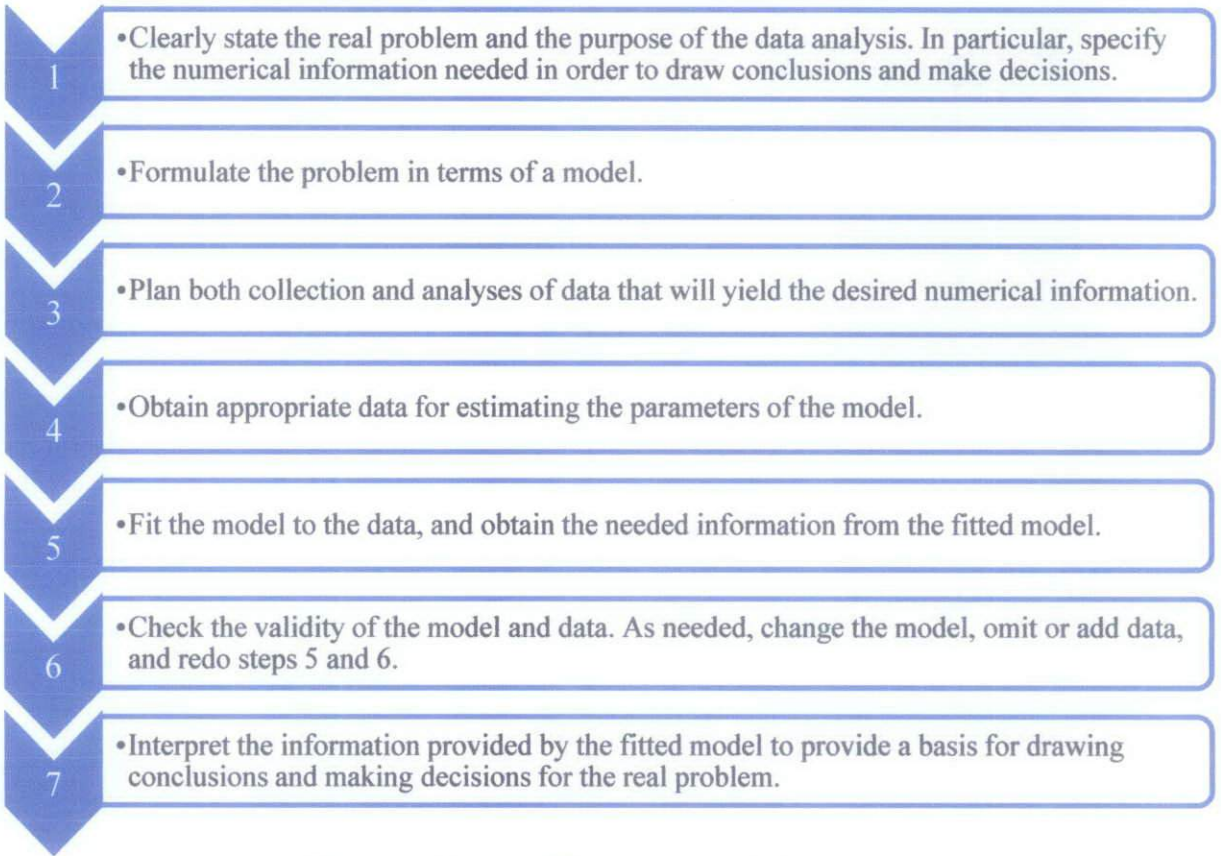 1
•Clearly state the real problem and the purpose of the data analysis. In particular, specify
the numerical information needed in order to draw conclusions and make decisions.
2
•Formulate the problem in terms of a model.
3
•Plan both collection and analyses of data that will yield the desired numerical information.
4
•Obtain appropriate data for estimating the parameters of the model.
5
•Fit the model to the data, and obtain the needed information from the fitted model.
6
•Check the validity of the model and data. As needed, change the model, omit or add data,
and redo steps 5 and 6.
7
•Interpret the information provided by the fitted model to provide a basis for drawing
conclusions and making decisions for the real problem.